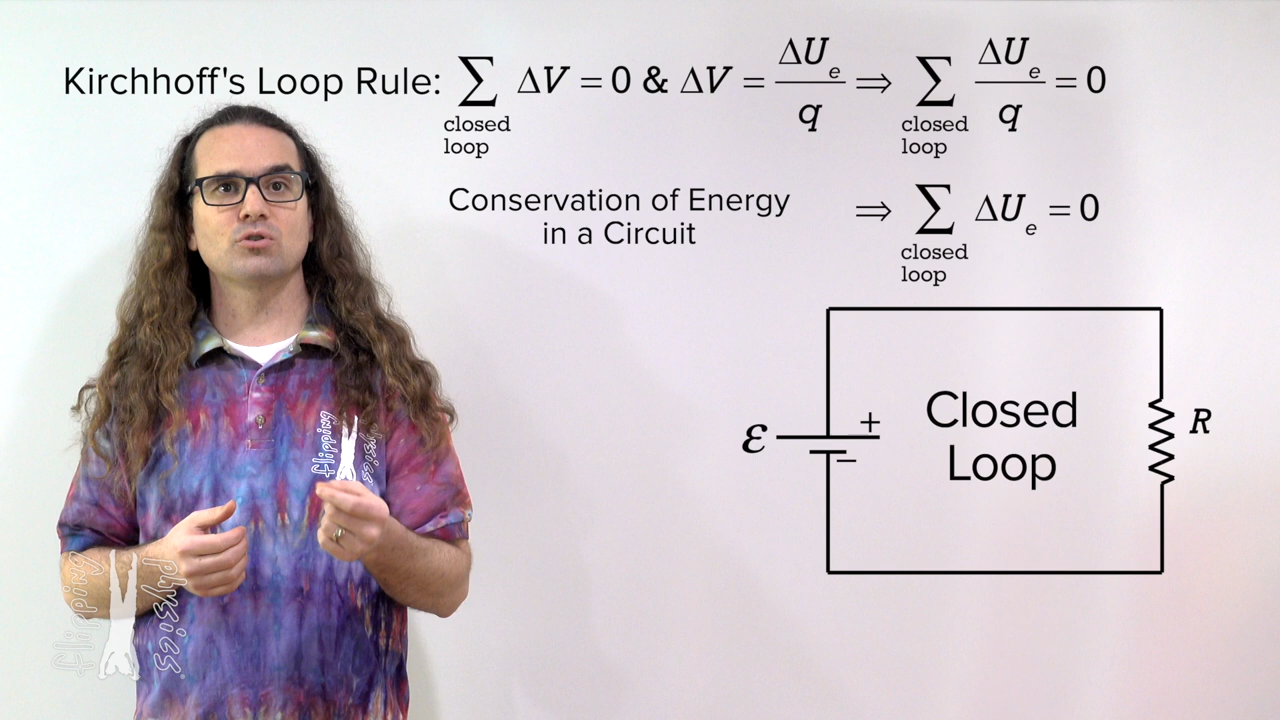 Kirchhoff's Loop Rule: ∑ ΔV = 0 & ΔV = ΔUₑ/q ⇒ ∑ ΔUₑ/q = 0
closed loop closed loop
Conservation of Energy
in a Circuit
⇒ ∑ ΔUₑ = 0
closed
loop
+
ε
−
Closed
Loop
R
flipping physics
flipping physics